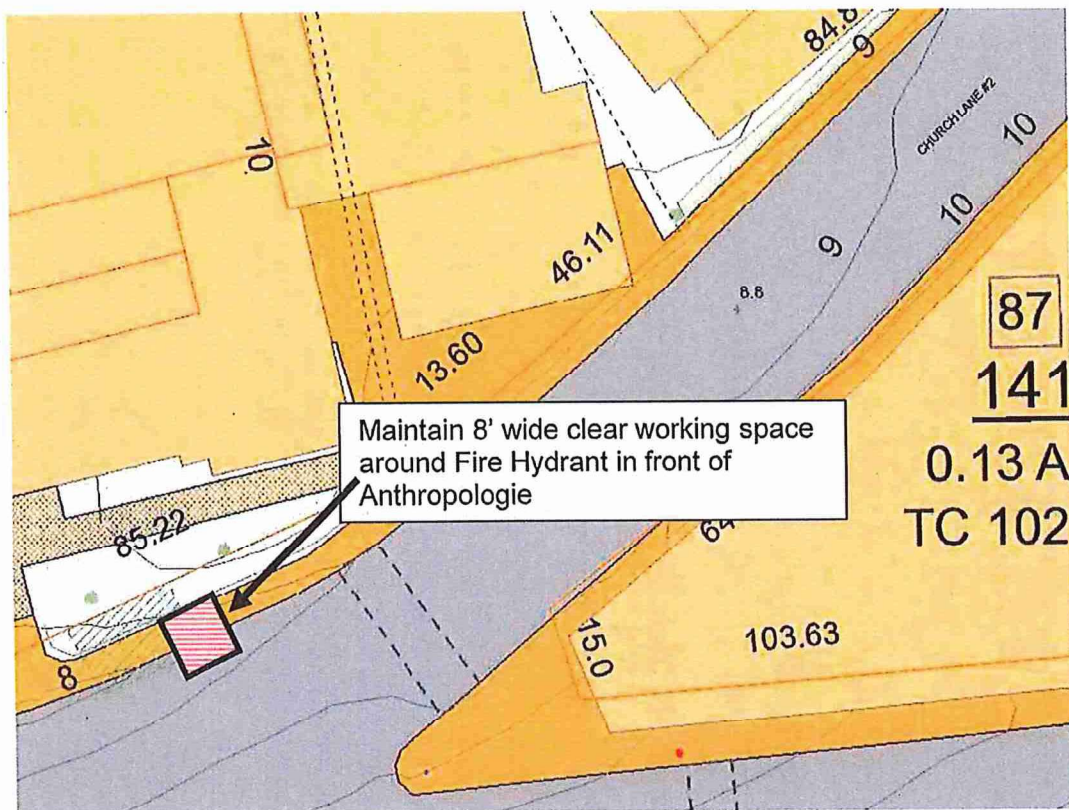 84.8
9
CHURCH LANE #2
10
10
10
46.11
9
8.8
87
13.60
141
Maintain 8' wide clear working space
around Fire Hydrant in front of
Anthropologie
0.13 A
TC 102
64
85.22
15.0
103.63
8